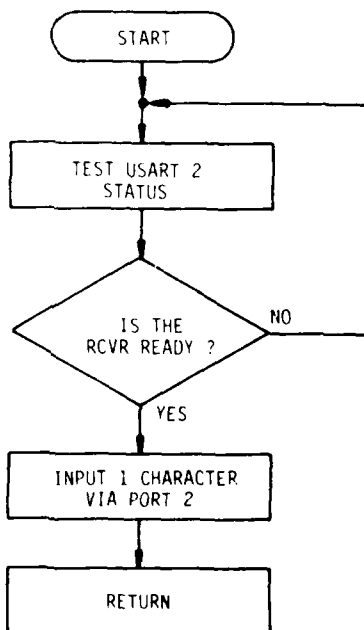 START
TEST USART 2
STATUS
IS THE
RCVR READY ?
NO
YES
INPUT 1 CHARACTER
VIA PORT 2
RETURN